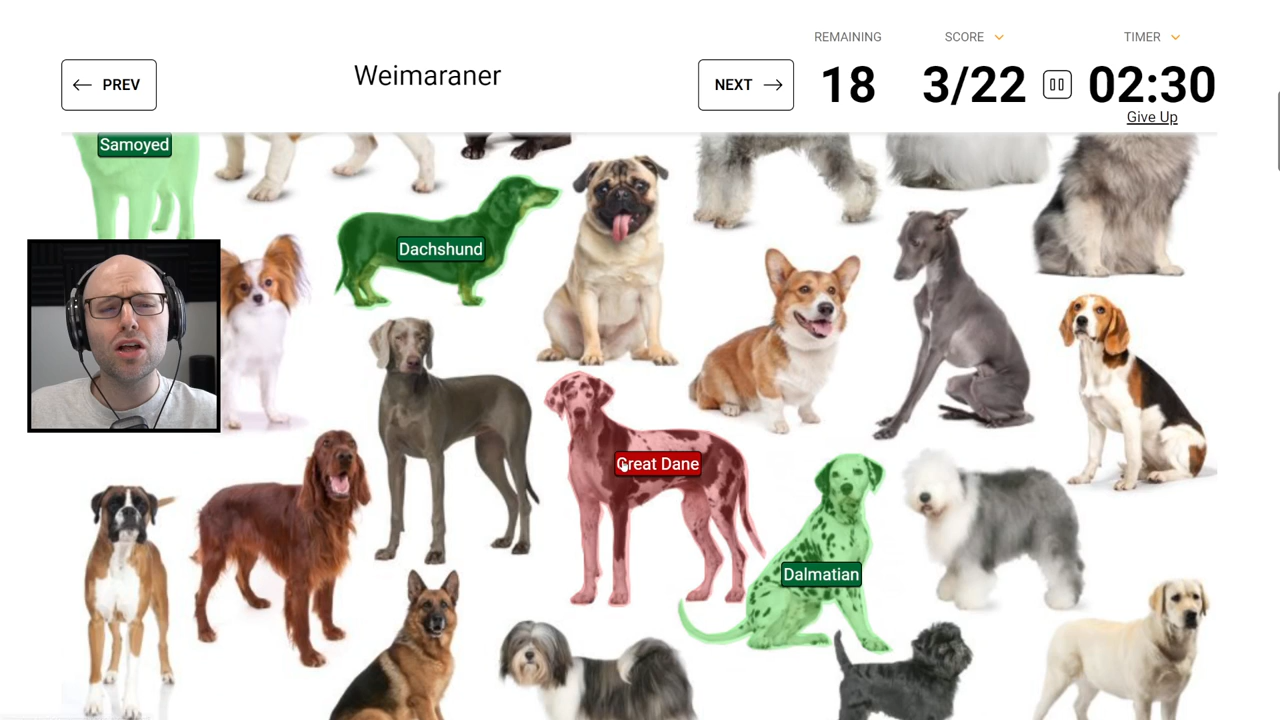 REMAINING
SCORE
TIMER
PREV
Weimaraner
NEXT
18
3/22
02:30
Give Up
Samoyed
Dachshund
Great Dane
Dalmatian